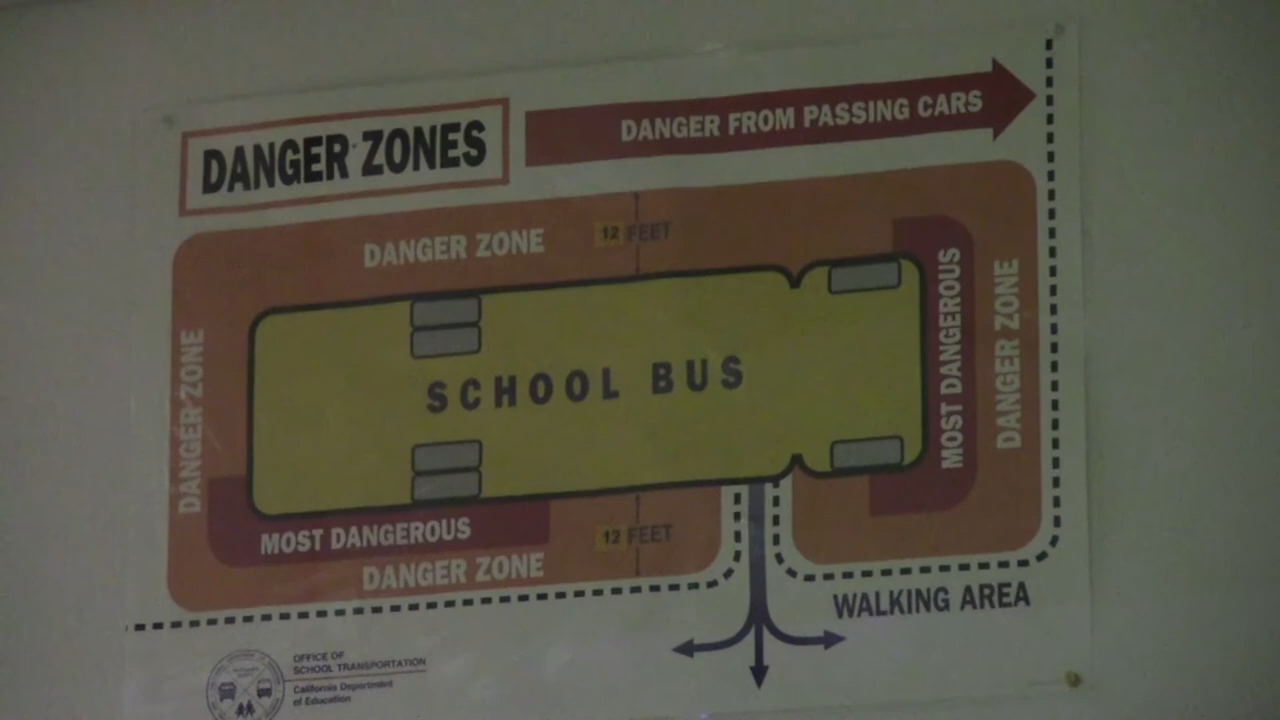 DANGER ZONES
DANGER FROM PASSING CARS
DANGER ZONE
12 FEET
DANGER ZONE
SCHOOL BUS
MOST DANGEROUS
DANGER ZONE
MOST DANGEROUS
12 FEET
DANGER ZONE
WALKING AREA
OFFICE OF
SCHOOL TRANSPORTATION
California Department
of Education